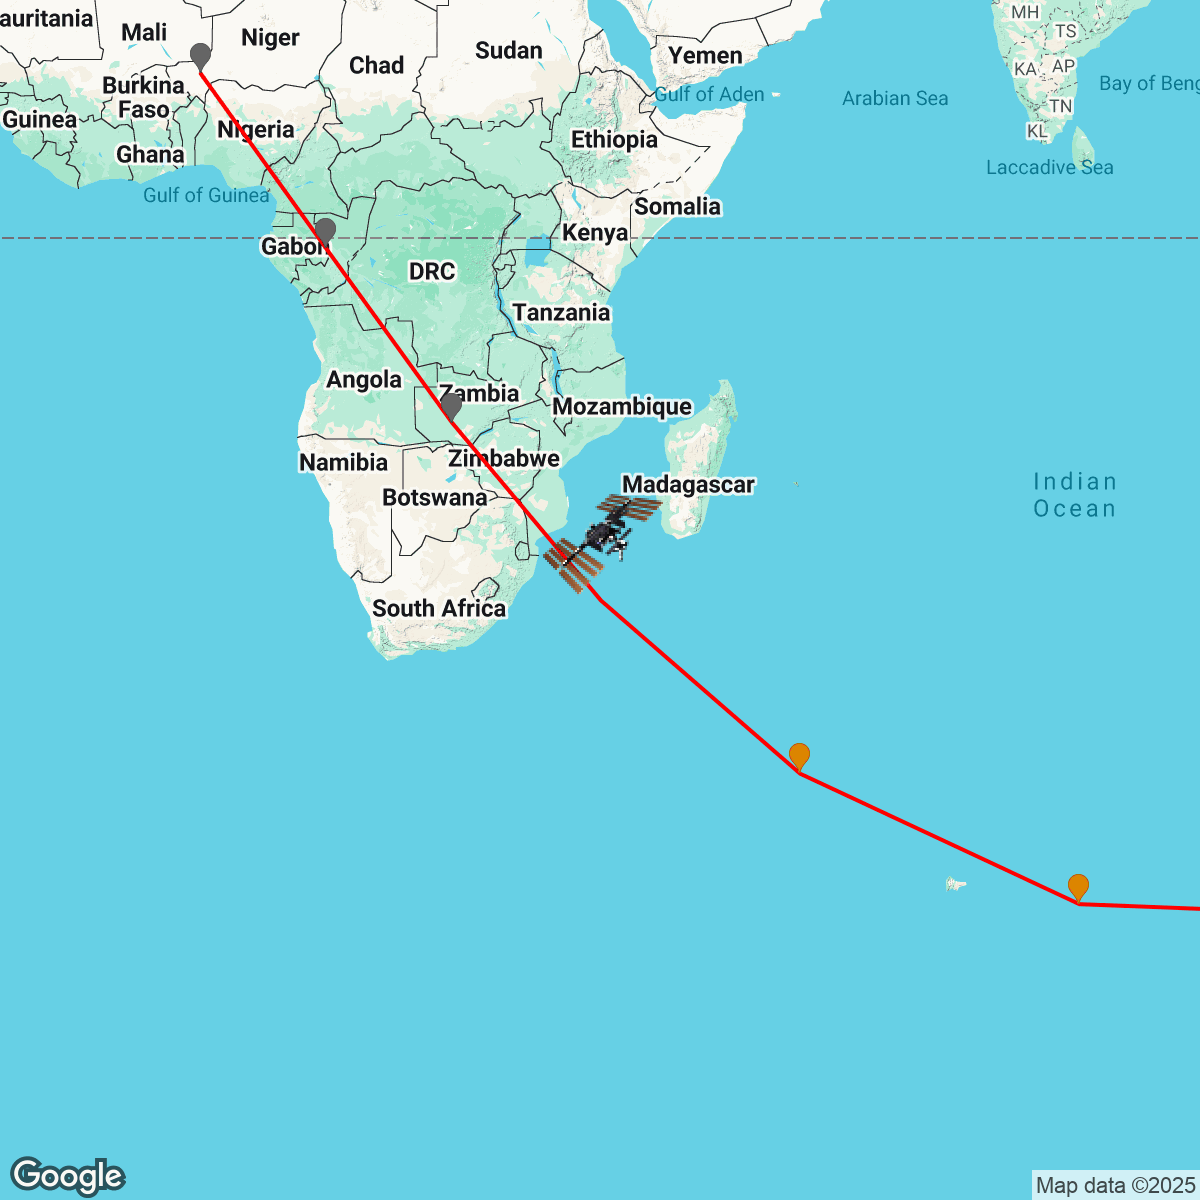 auritania
Mali
Niger
Sudan
Chad
Yemen
MH
TS
KA
AP
TN
KL
Burkina
Faso
Guinea
Nigeria
Ghana
Ethiopia
Gulf of Aden
Arabian Sea
Bay of Beng
Laccadive Sea
Gulf of Guinea
Somalia
Kenya
Gabon
DRC
Tanzania
Angola
Zambia
Mozambique
Namibia
Zimbabwe
Botswana
Madagascar
Indian
Ocean
South Africa
Google
Map data ©2025